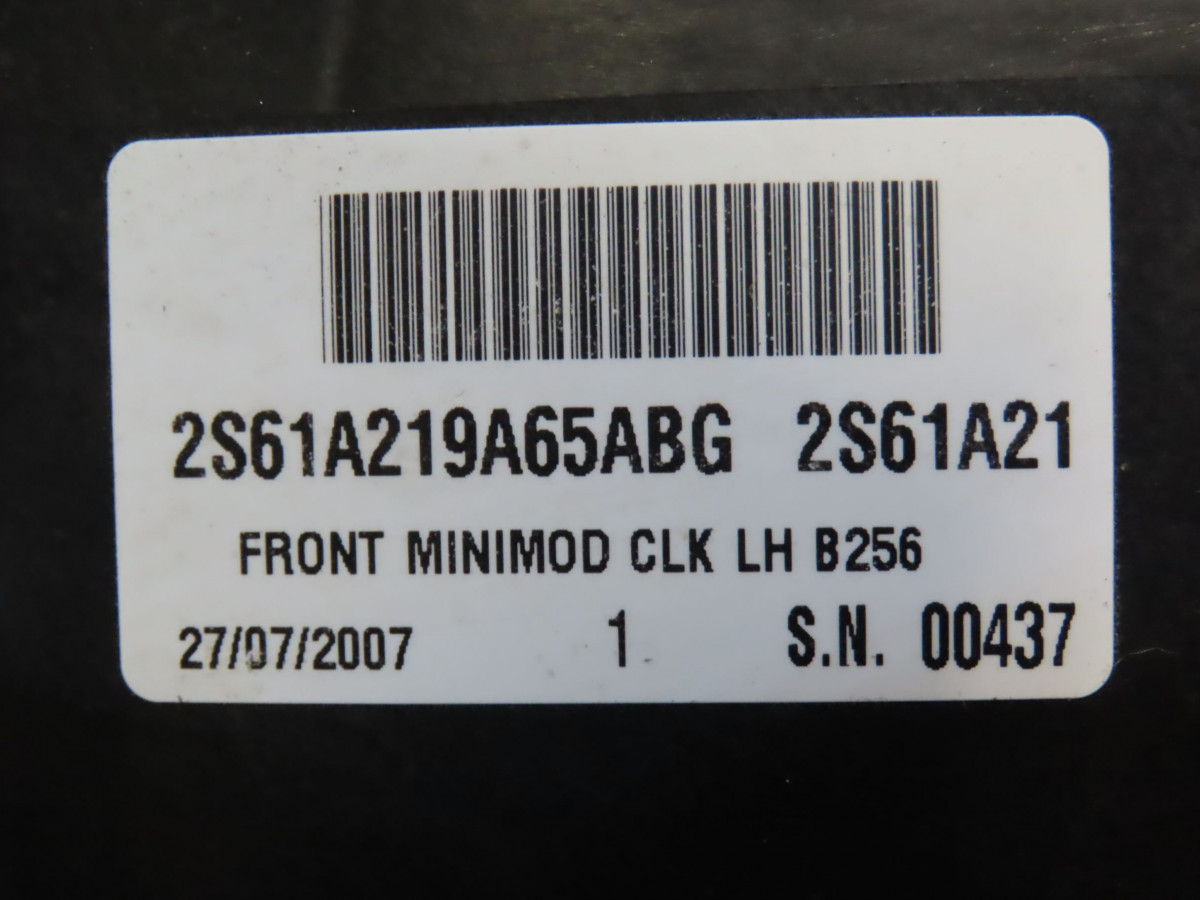 2S61A219A65ABG 2S61A21
FRONT MINIMOD CLK LH B256
27/07/2007 1 S.N. 00437